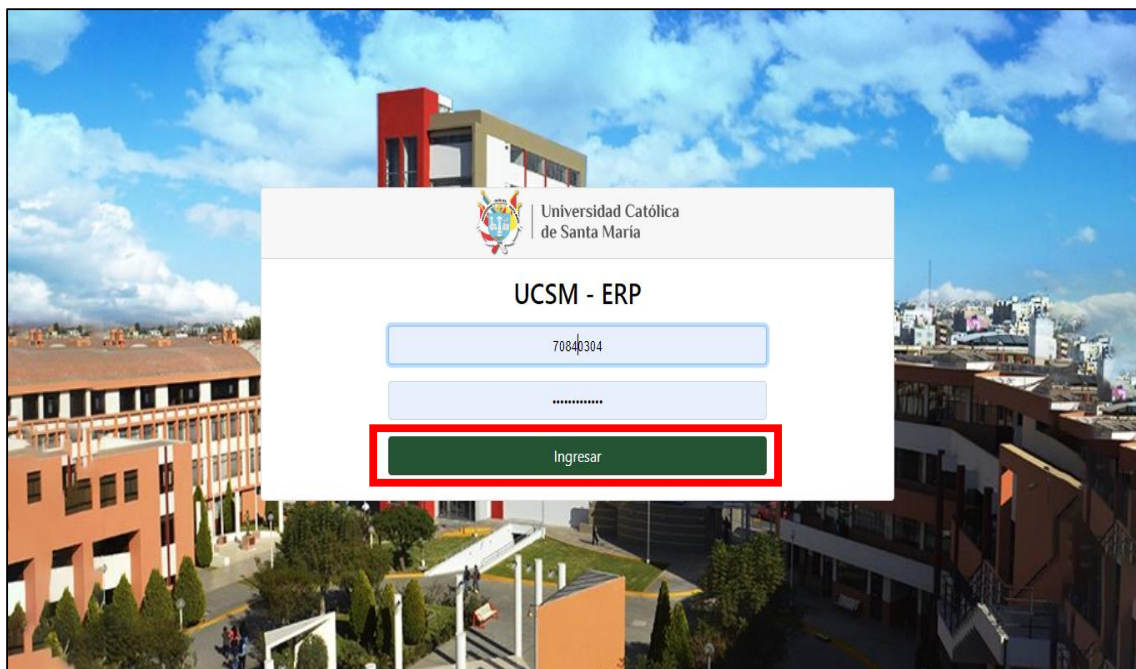 Universidad Católica
de Santa María
UCSM - ERP
70840304
•••••••••••••
Ingresar